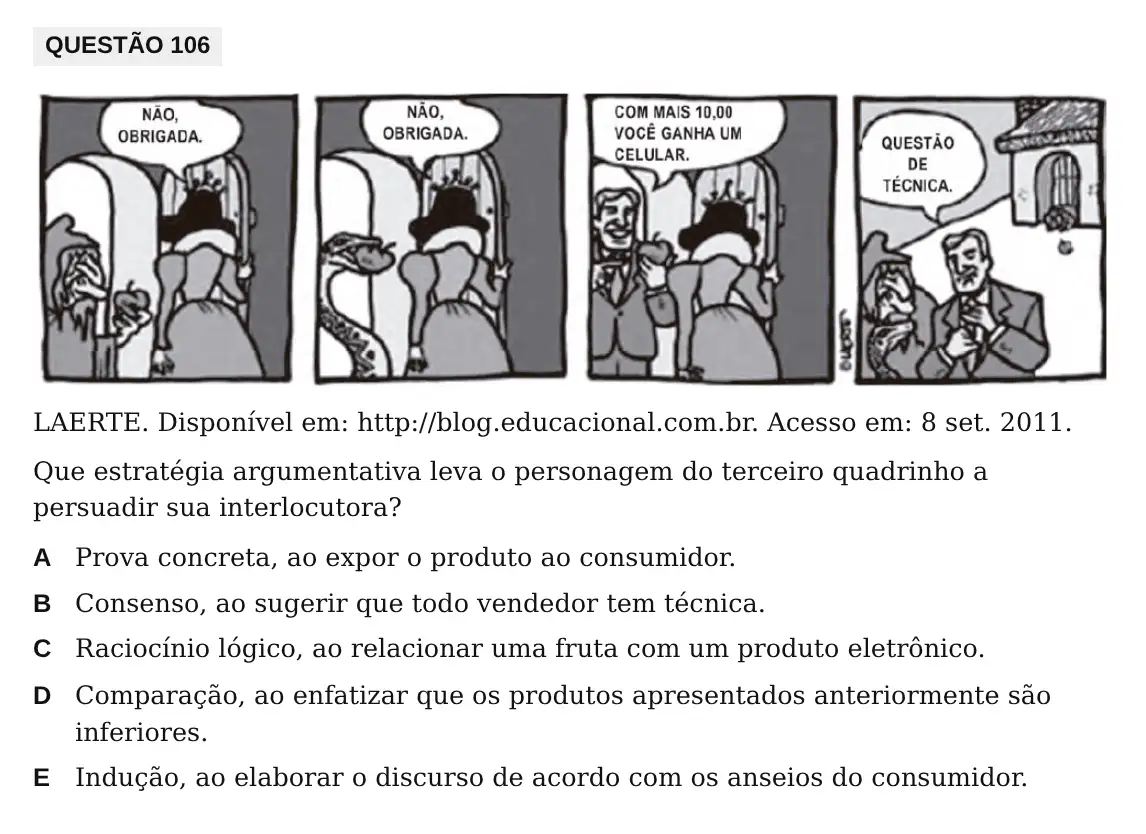 QUESTÃO 106
NÃO,
OBRIGADA.
NÃO,
OBRIGADA.
COM MAIS 10,00
VOCÊ GANHA UM
CELULAR.
QUESTÃO
DE
TÉCNICA.
©LAERTE
LAERTE. Disponível em: http://blog.educacional.com.br. Acesso em: 8 set. 2011.
Que estratégia argumentativa leva o personagem do terceiro quadrinho a
persuadir sua interlocutora?
A Prova concreta, ao expor o produto ao consumidor.
B Consenso, ao sugerir que todo vendedor tem técnica.
C Raciocínio lógico, ao relacionar uma fruta com um produto eletrônico.
D Comparação, ao enfatizar que os produtos apresentados anteriormente são
inferiores.
E Indução, ao elaborar o discurso de acordo com os anseios do consumidor.